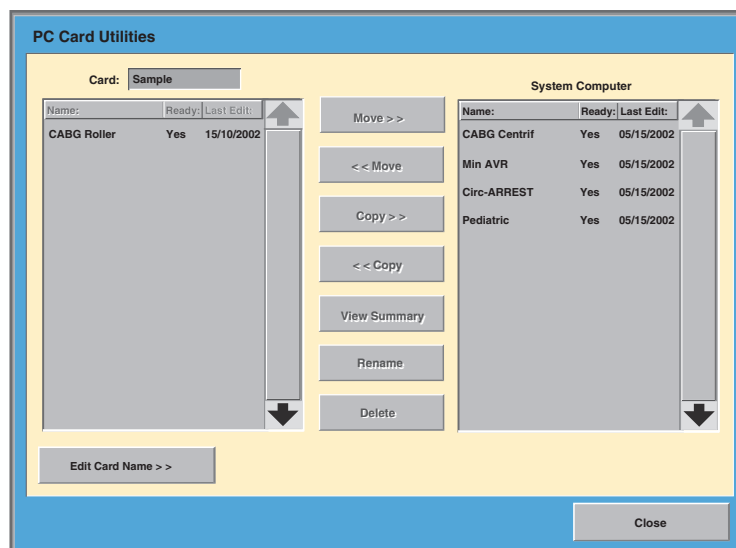 PC Card Utilities
Card: Sample
Name: Ready: Last Edit:
CABG Roller Yes 15/10/2002
Move > >
< < Move
Copy > >
< < Copy
View Summary
Rename
Delete
System Computer
Name: Ready: Last Edit:
CABG Centrif Yes 05/15/2002
Min AVR Yes 05/15/2002
Circ-ARREST Yes 05/15/2002
Pediatric Yes 05/15/2002
Edit Card Name > >
Close